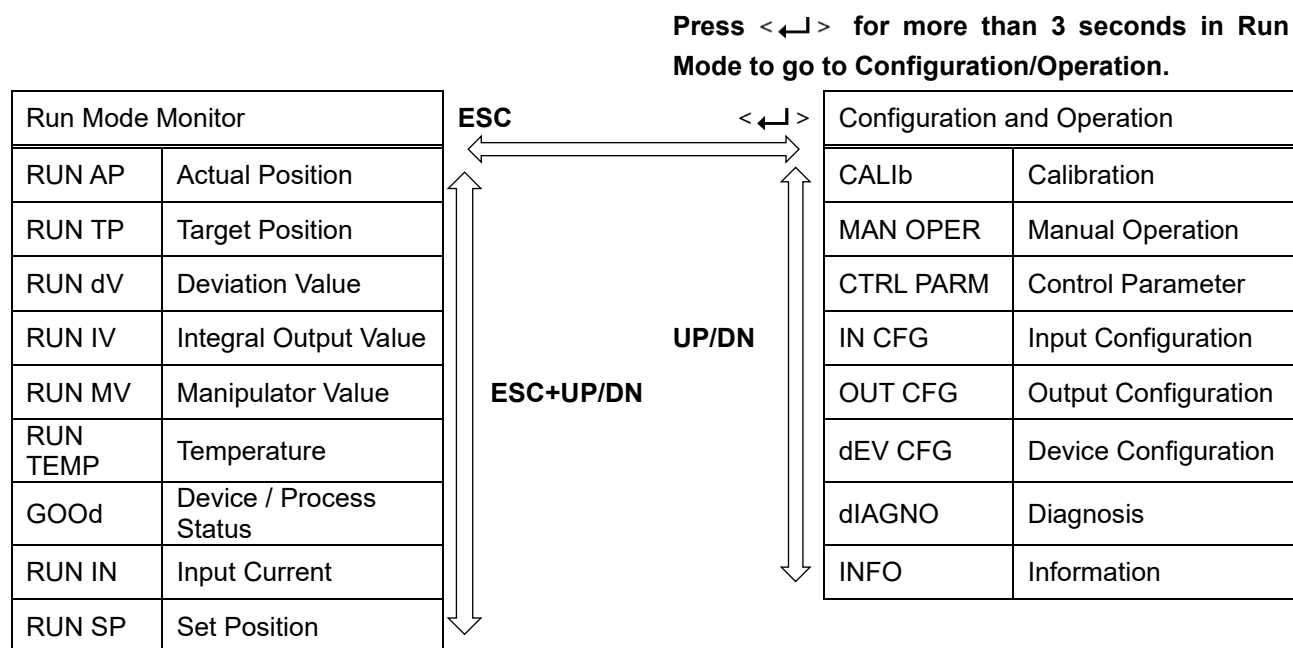 Press <↵> for more than 3 seconds in Run
Mode to go to Configuration/Operation.
Run Mode Monitor
ESC
<↵>
Configuration and Operation
RUN AP Actual Position
CALIb Calibration
RUN TP Target Position
MAN OPER Manual Operation
RUN dV Deviation Value
CTRL PARM Control Parameter
RUN IV Integral Output Value
UP/DN
IN CFG Input Configuration
RUN MV Manipulator Value
ESC+UP/DN
OUT CFG Output Configuration
RUN
TEMP
Temperature
dEV CFG Device Configuration
GOOd
Device / Process
Status
dIAGNO Diagnosis
RUN IN Input Current
INFO Information
RUN SP Set Position